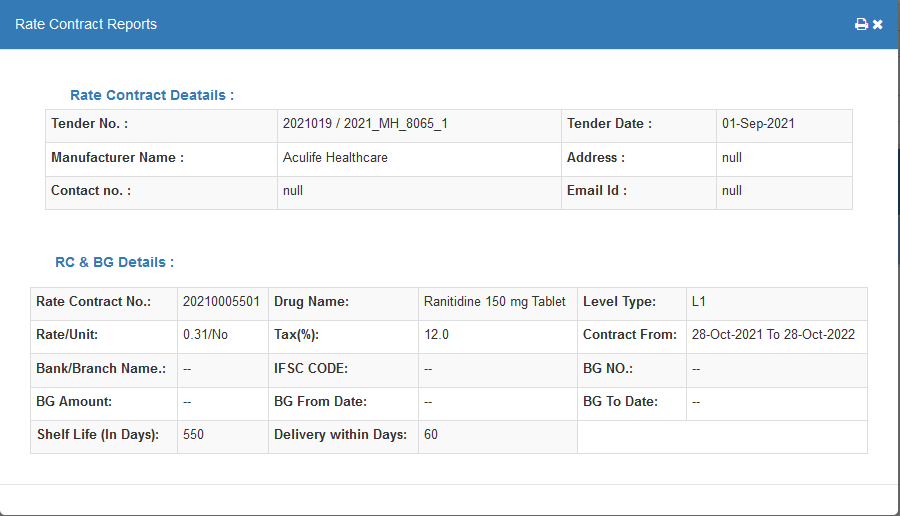 Rate Contract Reports
Rate Contract Deatails :
Tender No. : 2021019 / 2021_MH_8065_1 Tender Date : 01-Sep-2021
Manufacturer Name : Aculife Healthcare Address : null
Contact no. : null Email Id : null
RC & BG Details :
Rate Contract No.: 20210005501 Drug Name: Ranitidine 150 mg Tablet Level Type: L1
Rate/Unit: 0.31/No Tax(%): 12.0 Contract From: 28-Oct-2021 To 28-Oct-2022
Bank/Branch Name.: -- IFSC CODE: -- BG NO.: --
BG Amount: -- BG From Date: -- BG To Date: --
Shelf Life (In Days): 550 Delivery within Days: 60